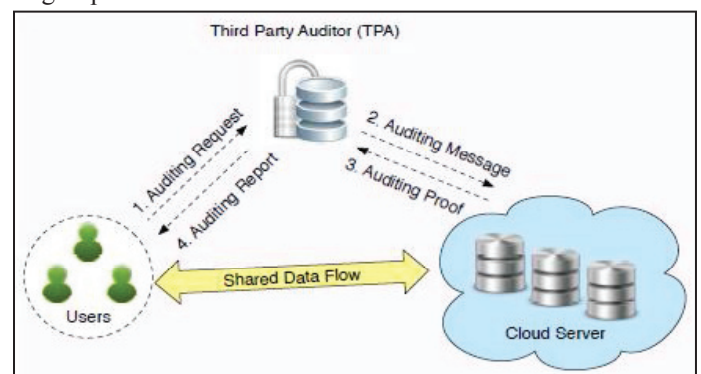 Third Party Auditor (TPA)
1. Auditing Request
2. Auditing Message
3. Auditing Proof
4. Auditing Report
Shared Data Flow
Users
Cloud Server